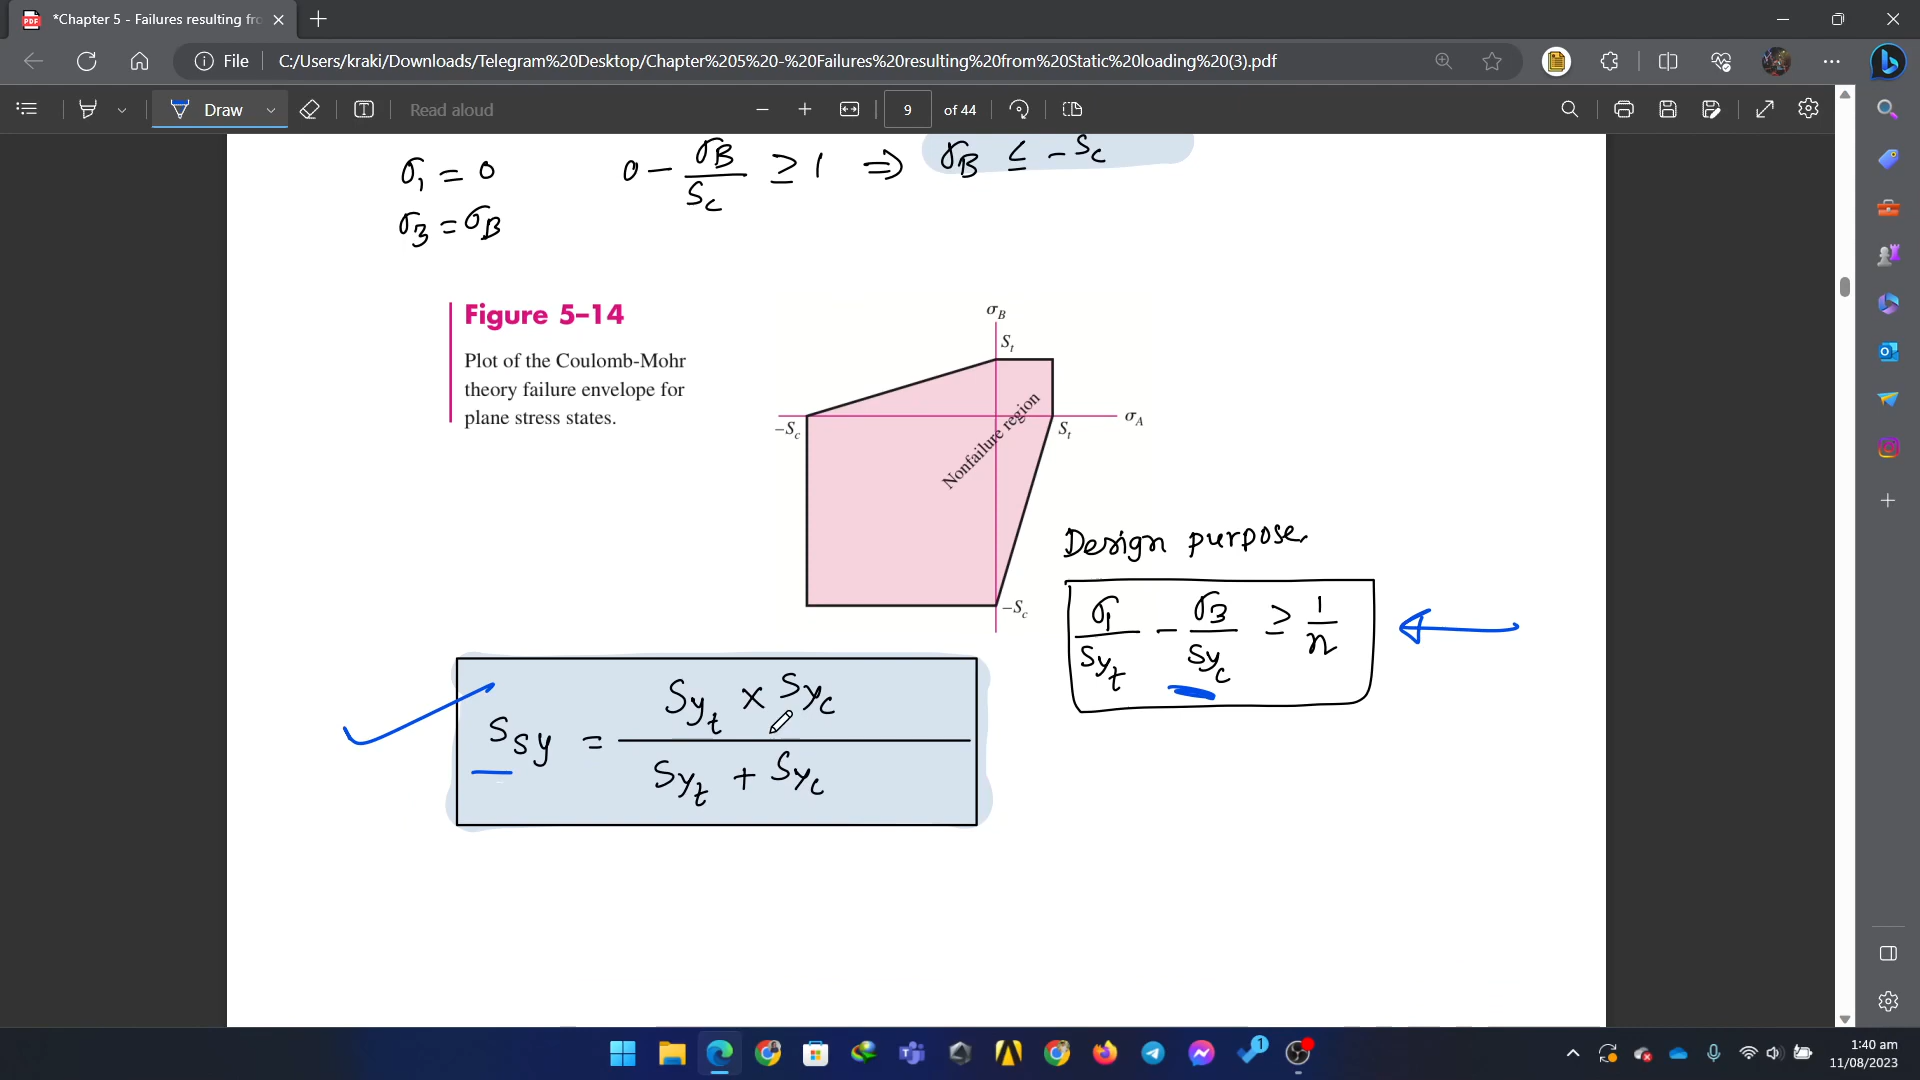 *Chapter 5 - Failures resulting fro
File C:/Users/kraki/Downloads/Telegram%20Desktop/Chapter%205%20-%20Failures%20resulting%20from%20Static%20loading%20(3).pdf
Draw Read aloud 9 of 44
σ₁ = 0 0 - σB/Sc ≥ 1 ⇒ σB ≤ - Sc
σ₃ = σB
Figure 5–14
Plot of the Coulomb-Mohr
theory failure envelope for
plane stress states.
σB
St
−Sc
Nonfailure region
St
σA
−Sc
Design purpose.
σ₁/Syt - σ₃/Syc ≥ 1/n
Ssy = (Syt × Syc)/(Syt + Syc)
1
1:40 am
11/08/2023